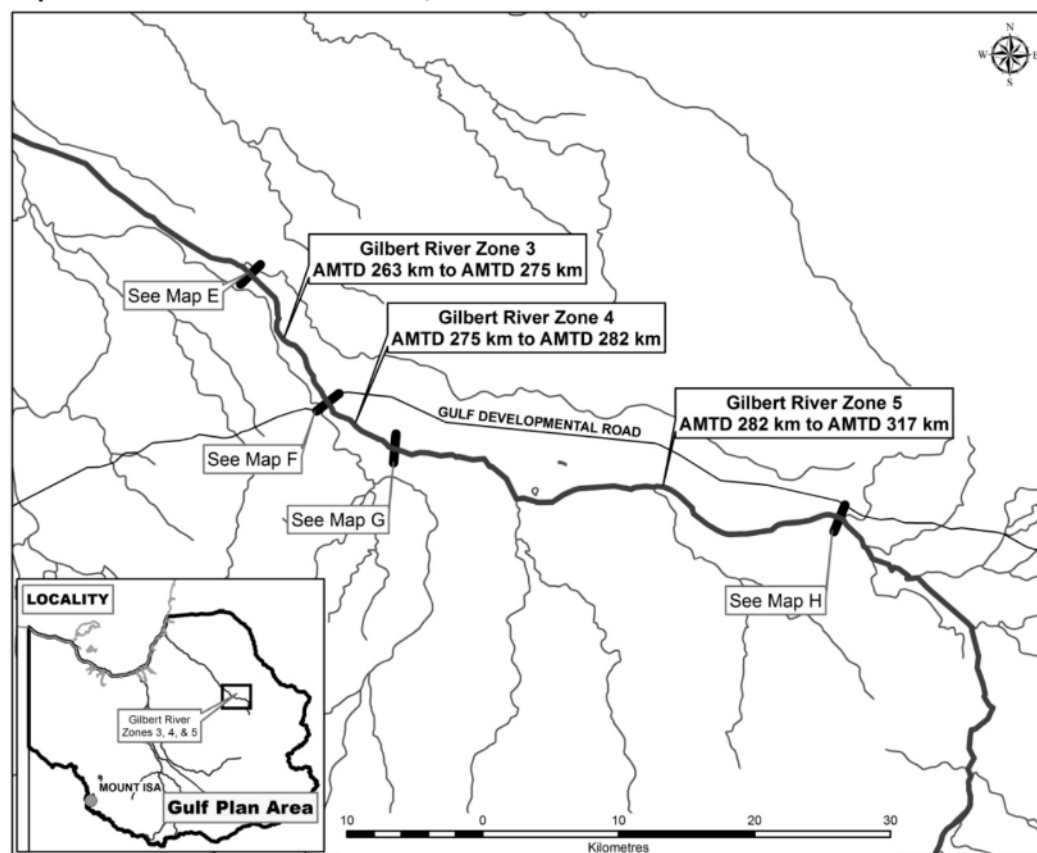 N
W
E
S
Gilbert River Zone 3
AMTD 263 km to AMTD 275 km
See Map E
Gilbert River Zone 4
AMTD 275 km to AMTD 282 km
Gilbert River Zone 5
AMTD 282 km to AMTD 317 km
GULF DEVELOPMENTAL ROAD
See Map F
See Map G
See Map H
LOCALITY
Gilbert River
Zones 3, 4, & 5
MOUNT ISA
Gulf Plan Area
10 0 10 20 30
Kilometres